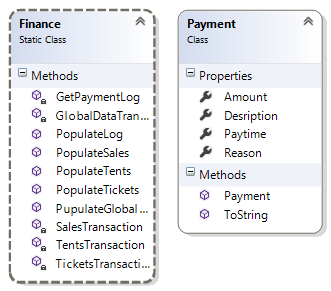 Finance
Static Class
Methods
GetPaymentLog
GlobalDataTran...
PopulateLog
PopulateSales
PopulateTents
PopulateTickets
PupulateGlobal...
SalesTransaction
TentsTransaction
TicketsTransacti...
Payment
Class
Properties
Amount
Desription
Paytime
Reason
Methods
Payment
ToString